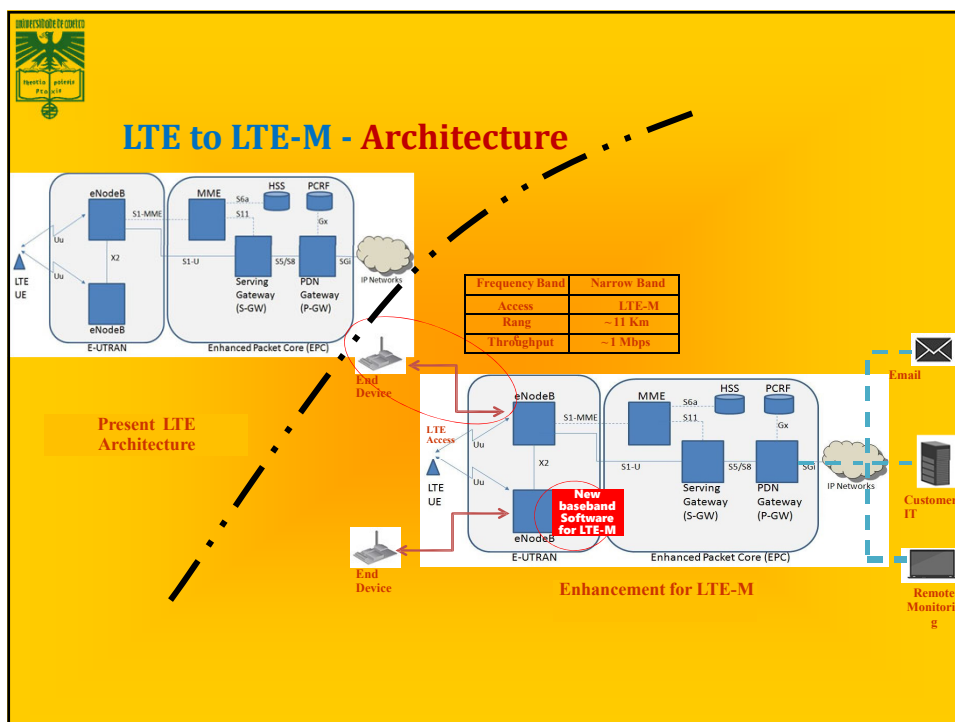 universidade de coimbra
theoria poiesis
Praxis
LTE to LTE-M - Architecture
eNodeB
MME
HSS
PCRF
S6a
S11
S1-MME
Gx
Uu
X2
S1-U
S5/S8
SGi
Uu
LTE
UE
IP Networks
Serving
Gateway
(S-GW)
PDN
Gateway
(P-GW)
eNodeB
E-UTRAN
Enhanced Packet Core (EPC)
Frequency Band Narrow Band
Access LTE-M
Rang
e
~ 11 Km
Throughput ~ 1 Mbps
End
Device
Present LTE
Architecture
Email
eNodeB
MME
HSS
PCRF
S6a
S11
S1-MME
Gx
LTE
Access
Uu
X2
S1-U
S5/S8
SGi
Uu
LTE
UE
IP Networks
Serving
Gateway
(S-GW)
PDN
Gateway
(P-GW)
New
baseband
Software
for LTE-M
eNodeB
E-UTRAN
Enhanced Packet Core (EPC)
Customer
IT
End
Device
Enhancement for LTE-M
Remote
Monitorin
g